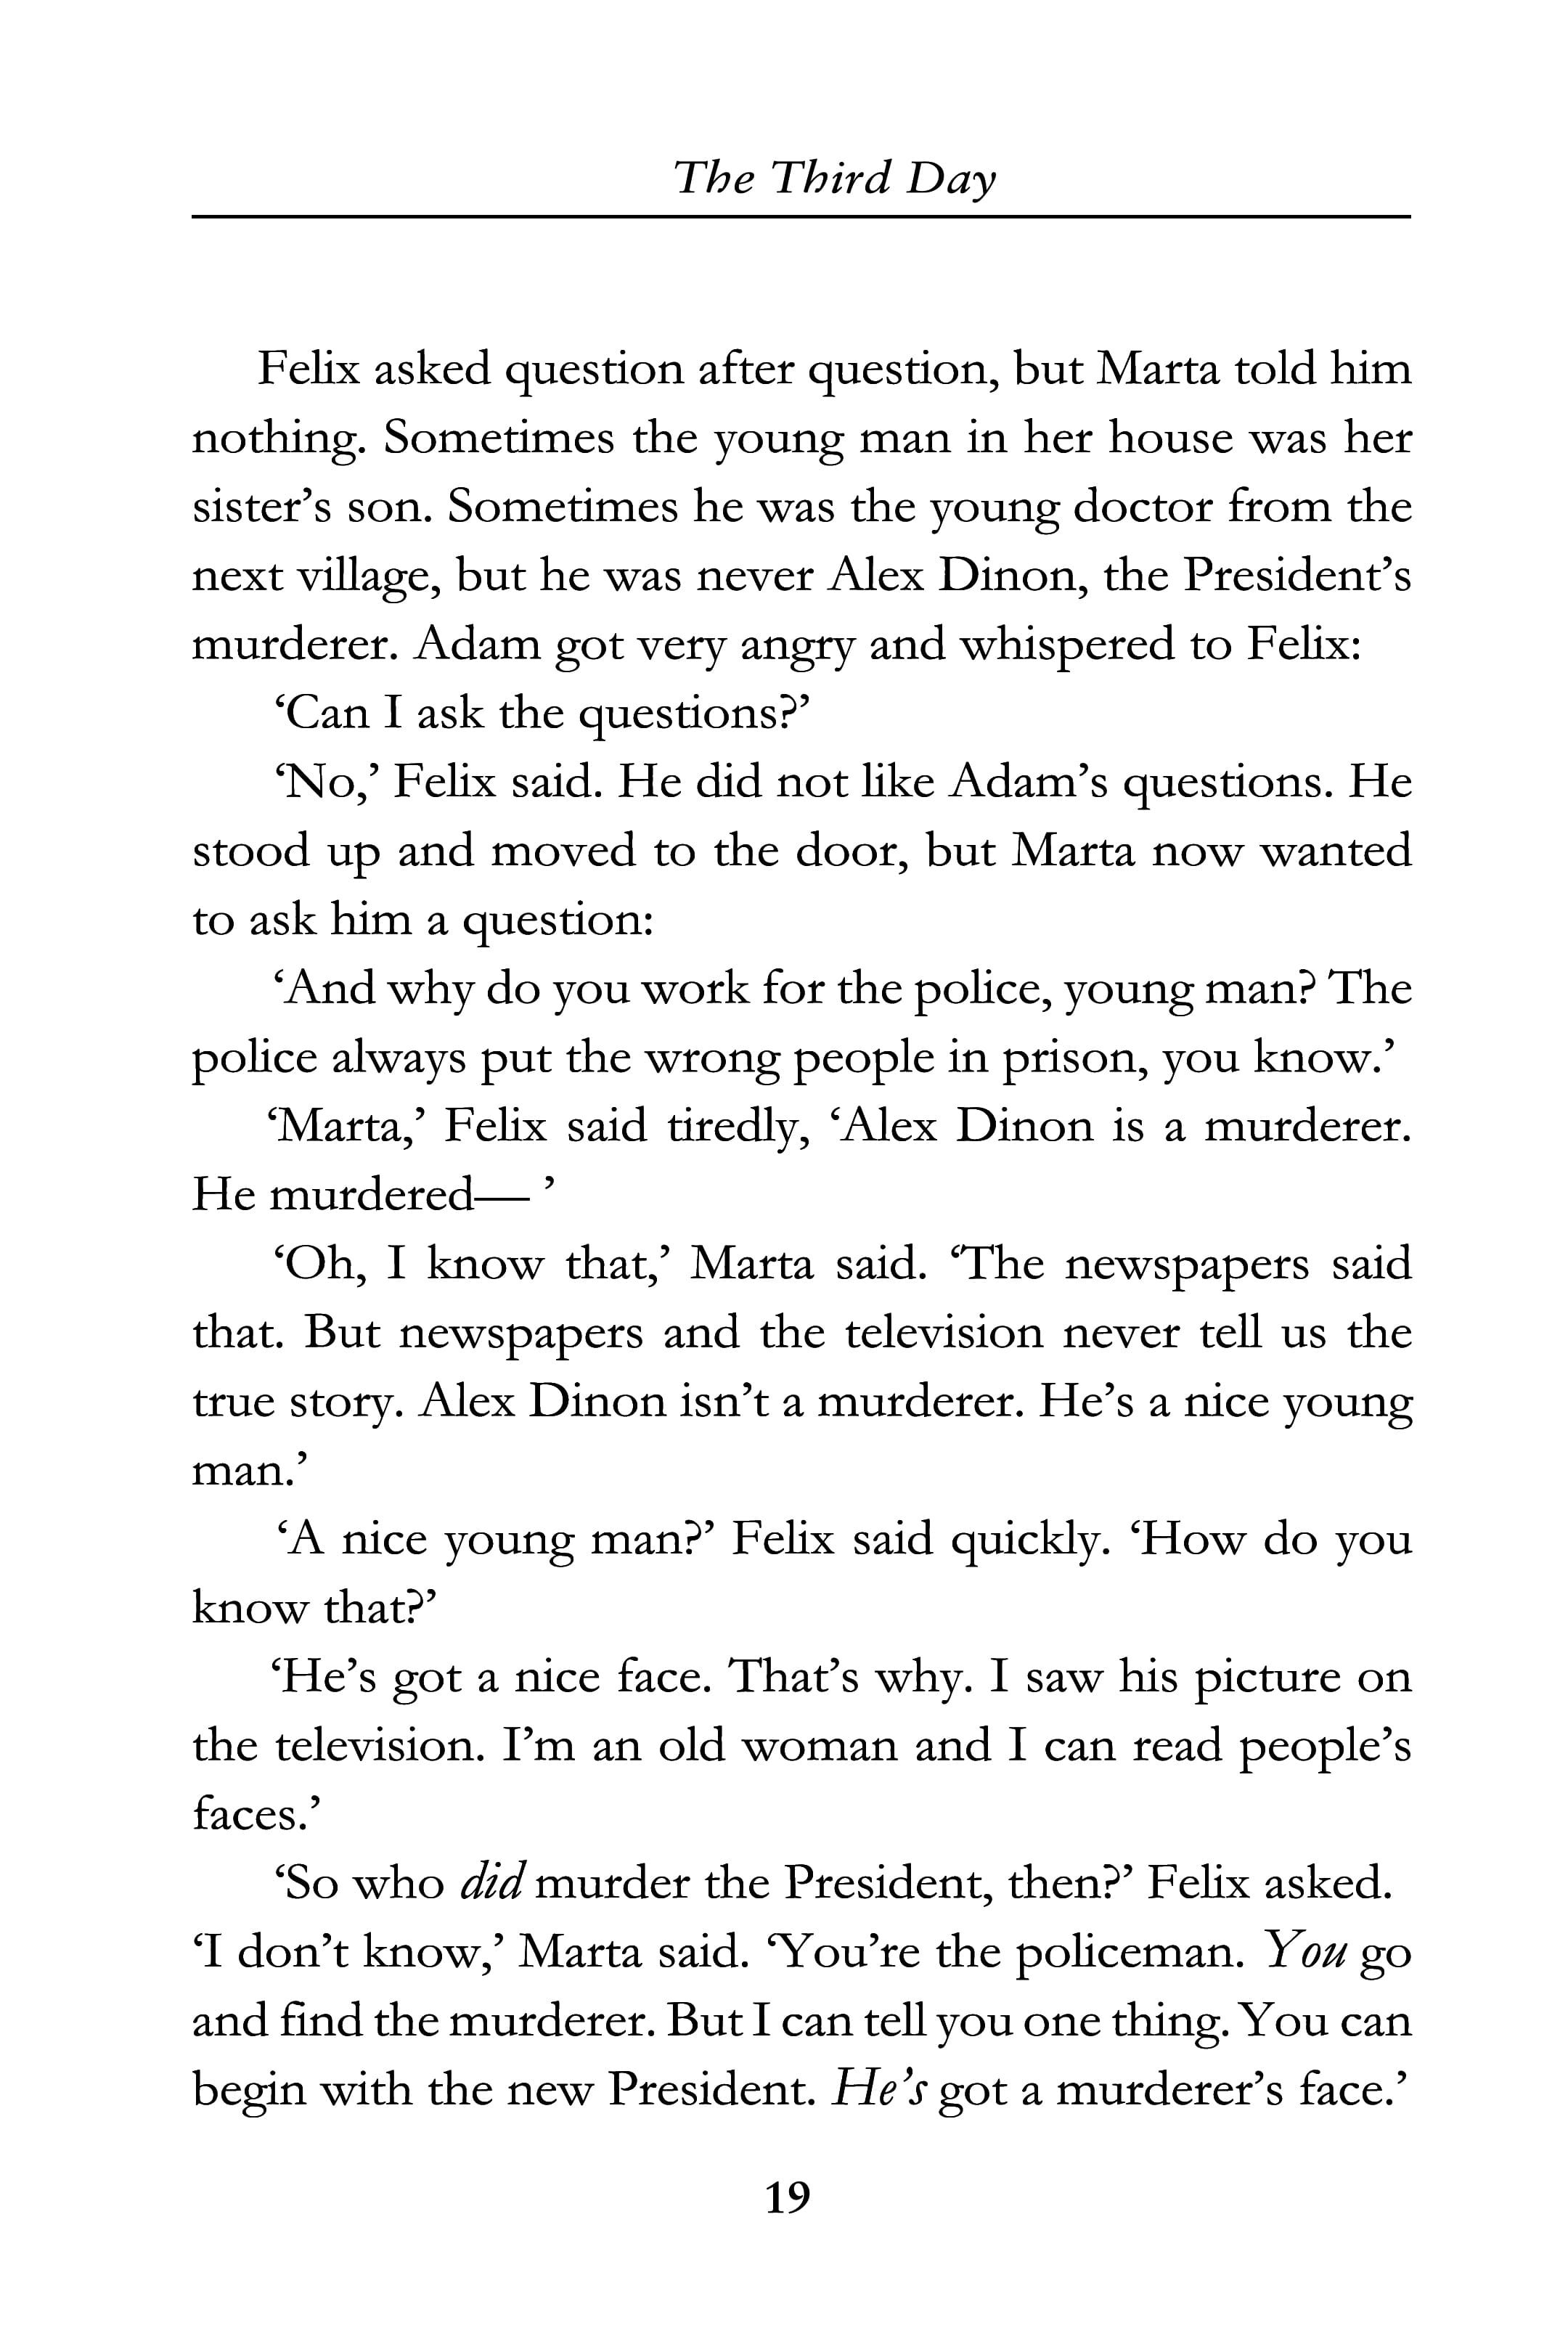 The Third Day
Felix asked question after question, but Marta told him
nothing. Sometimes the young man in her house was her
sister’s son. Sometimes he was the young doctor from the
next village, but he was never Alex Dinon, the President’s
murderer. Adam got very angry and whispered to Felix:
‘Can I ask the questions?’
‘No,’ Felix said. He did not like Adam’s questions. He
stood up and moved to the door, but Marta now wanted
to ask him a question:
‘And why do you work for the police, young man? The
police always put the wrong people in prison, you know.’
‘Marta,’ Felix said tiredly, ‘Alex Dinon is a murderer.
He murdered— ’
‘Oh, I know that,’ Marta said. ‘The newspapers said
that. But newspapers and the television never tell us the
true story. Alex Dinon isn’t a murderer. He’s a nice young
man.’
‘A nice young man?’ Felix said quickly. ‘How do you
know that?’
‘He’s got a nice face. That’s why. I saw his picture on
the television. I’m an old woman and I can read people’s
faces.’
‘So who did murder the President, then?’ Felix asked.
‘I don’t know,’ Marta said. ‘You’re the policeman. You go
and find the murderer. But I can tell you one thing. You can
begin with the new President. He’s got a murderer’s face.’
19